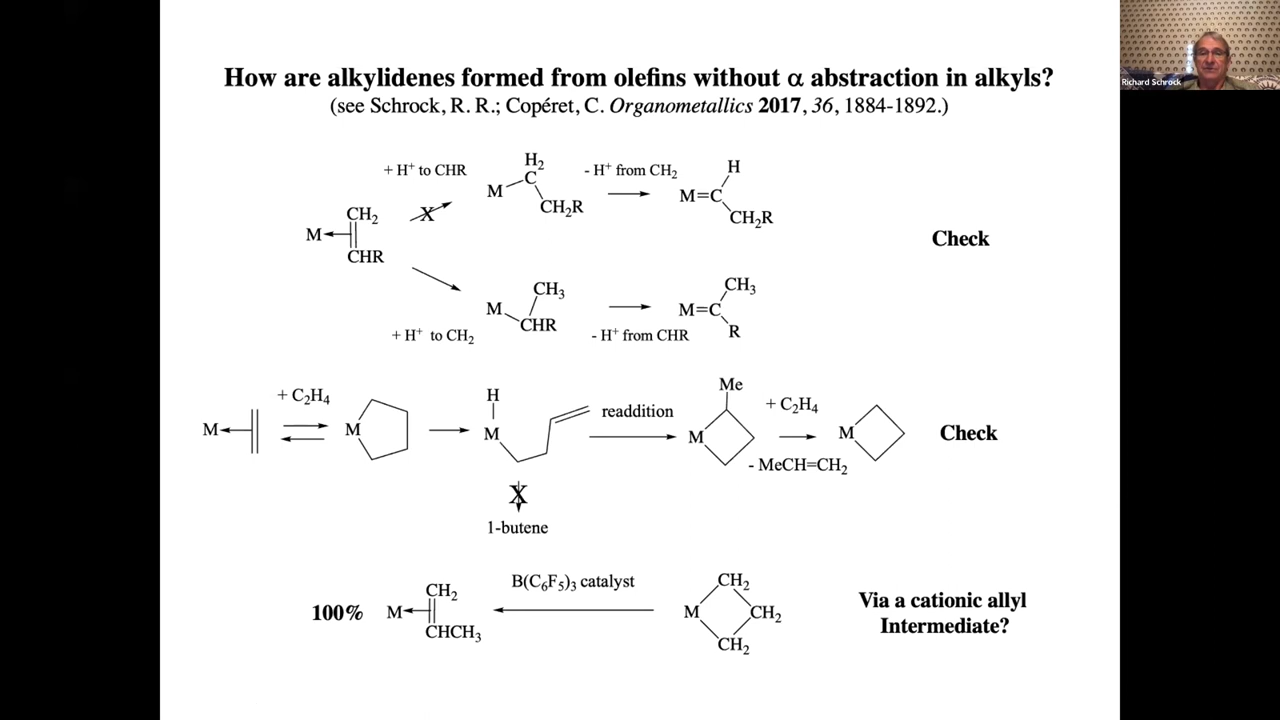 Richard Schrock
How are alkylidenes formed from olefins without α abstraction in alkyls?
(see Schrock, R. R.; Copéret, C. Organometallics 2017, 36, 1884-1892.)
+ H⁺ to CHR
H₂
C
M
CH₂R
- H⁺ from CH₂
H
M=C
CH₂R
X
CH₂
M
CHR
Check
CH₃
M
CHR
+ H⁺ to CH₂
- H⁺ from CHR
CH₃
M=C
R
M
+ C₂H₄
M
H
M
readdition
Me
M
+ C₂H₄
- MeCH=CH₂
M
Check
X
1-butene
100%
CH₂
M
CHCH₃
B(C₆F₅)₃ catalyst
CH₂
M
CH₂
CH₂
Via a cationic allyl
Intermediate?